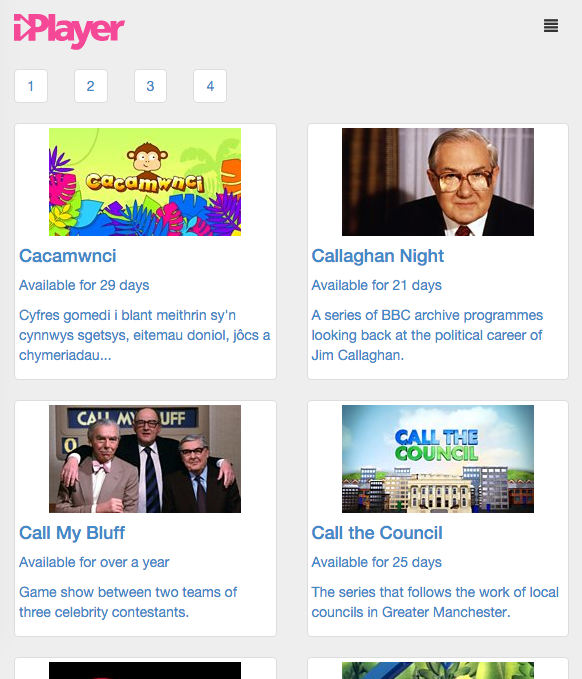 iPlayer
1 2 3 4
Cacamwnci
Cacamwnci
Available for 29 days
Cyfres gomedi i blant meithrin sy'n
cynnwys sgetsys, eitemau doniol, jôcs a
chymeriadau...
Callaghan Night
Available for 21 days
A series of BBC archive programmes
looking back at the political career of
Jim Callaghan.
CALL MY BLUFF
Call My Bluff
Available for over a year
Game show between two teams of
three celebrity contestants.
CALL THE
COUNCIL
Call the Council
Available for 25 days
The series that follows the work of local
councils in Greater Manchester.